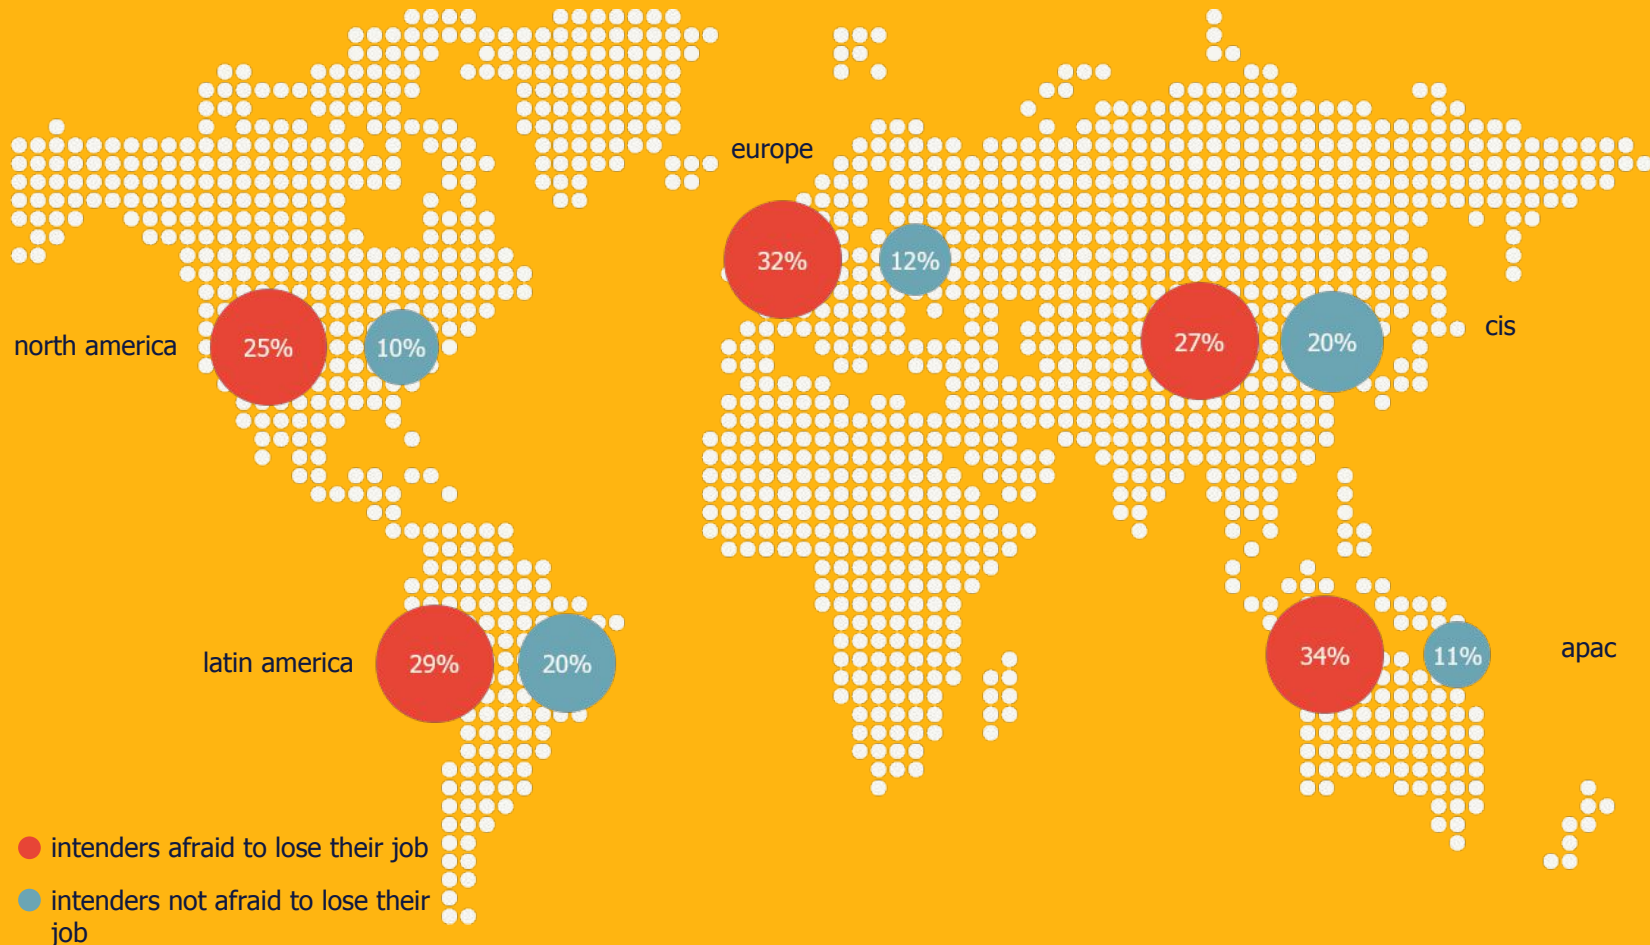 europe
32%
12%
cis
27%
20%
north america
25%
10%
latin america
29%
20%
apac
34%
11%
intenders afraid to lose their job
intenders not afraid to lose their
job